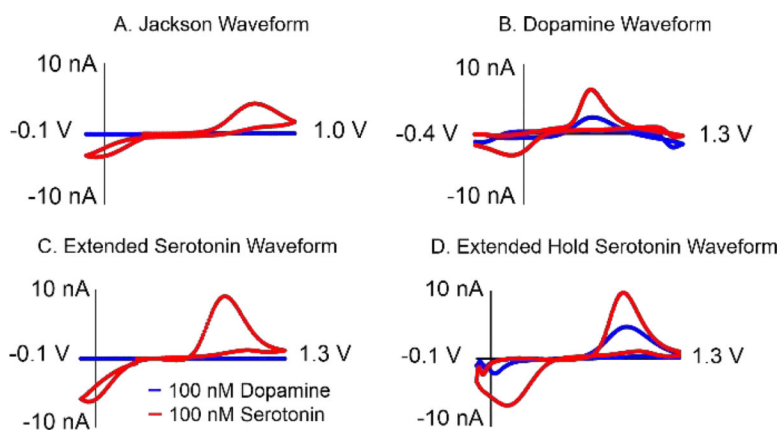 A. Jackson Waveform
10 nA
-0.1 V
1.0 V
-10 nA
B. Dopamine Waveform
10 nA
-0.4 V
1.3 V
-10 nA
C. Extended Serotonin Waveform
10 nA
-0.1 V
1.3 V
-10 nA
100 nM Dopamine
100 nM Serotonin
D. Extended Hold Serotonin Waveform
10 nA
-0.1 V
1.3 V
-10 nA